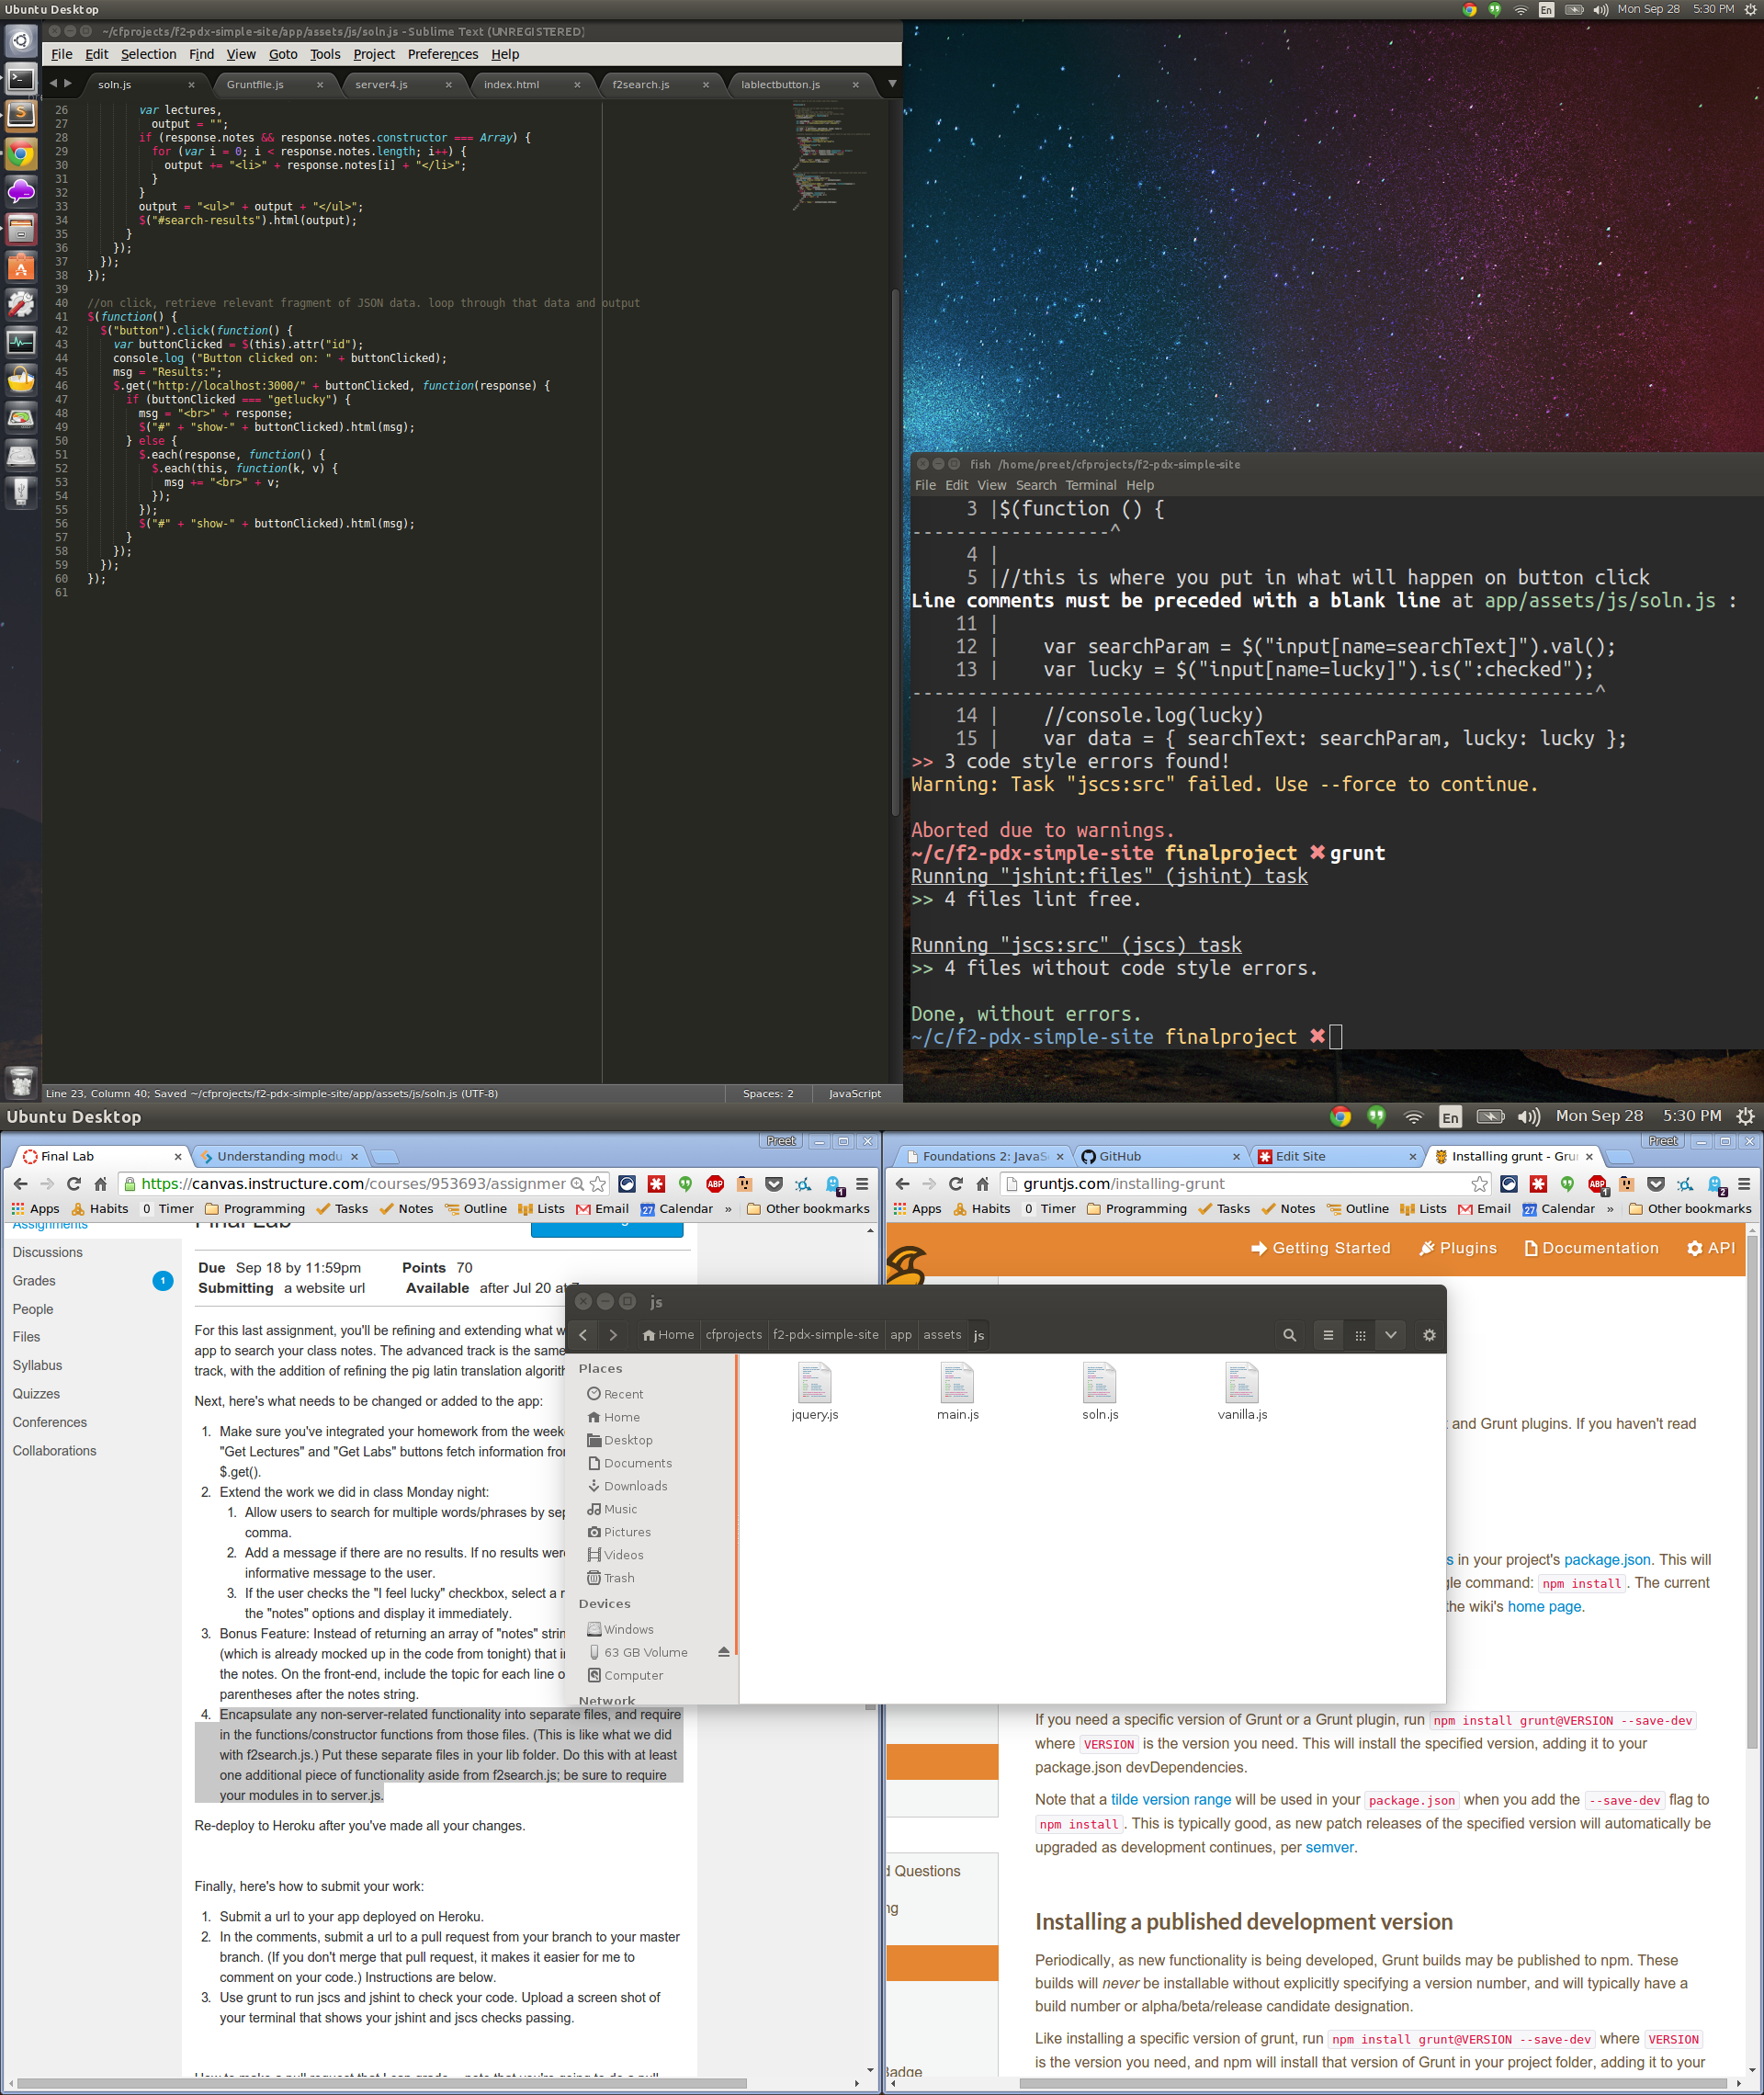 Ubuntu Desktop
En Mon Sep 28 5:30 PM
~/cfprojects/f2-pdx-simple-site/app/assets/js/soln.js - Sublime Text (UNREGISTERED)
File Edit Selection Find View Goto Tools Project Preferences Help
soln.js × Gruntfile.js × server4.js × index.html × f2search.js × lablectbutton.js ×
26 var lectures,
27 output = "";
28 if (response.notes && response.notes.constructor === Array) {
29 for (var i = 0; i < response.notes.length; i++) {
30 output += "<li>" + response.notes[i] + "</li>";
31 }
32 }
33 output = "<ul>" + output + "</ul>";
34 $("#search-results").html(output);
35 }
36 });
37 });
38 });
39
40 //on click, retrieve relevant fragment of JSON data. loop through that data and output
41 $(function() {
42 $("button").click(function() {
43 var buttonClicked = $(this).attr("id");
44 console.log ("Button clicked on: " + buttonClicked);
45 msg = "Results:";
46 $.get("http://localhost:3000/" + buttonClicked, function(response) {
47 if (buttonClicked === "getlucky") {
48 msg = "<br>" + response;
49 $("#" + "show-" + buttonClicked).html(msg);
50 } else {
51 $.each(response, function() {
52 $.each(this, function(k, v) {
53 msg += "<br>" + v;
54 });
55 });
56 $("#" + "show-" + buttonClicked).html(msg);
57 }
58 });
59 });
60 });
61
Line 23, Column 40; Saved ~/cfprojects/f2-pdx-simple-site/app/assets/js/soln.js (UTF-8) Spaces: 2 JavaScript
fish /home/preet/cfprojects/f2-pdx-simple-site
File Edit View Search Terminal Help
3 |$(function () {
------------------^
4 |
5 |//this is where you put in what will happen on button click
Line comments must be preceded with a blank line at app/assets/js/soln.js :
11 |
12 | var searchParam = $("input[name=searchText]").val();
13 | var lucky = $("input[name=lucky]").is(":checked");
--------------------------------------------------------------^
14 | //console.log(lucky)
15 | var data = { searchText: searchParam, lucky: lucky };
>> 3 code style errors found!
Warning: Task "jscs:src" failed. Use --force to continue.
Aborted due to warnings.
~/c/f2-pdx-simple-site finalproject ✖ grunt
Running "jshint:files" (jshint) task
>> 4 files lint free.
Running "jscs:src" (jscs) task
>> 4 files without code style errors.
Done, without errors.
~/c/f2-pdx-simple-site finalproject ✖
Ubuntu Desktop
En Mon Sep 28 5:30 PM
Preet
Final Lab × Understanding modu ×
https://canvas.instructure.com/courses/953693/assignmer
Apps Habits 0 Timer Programming Tasks Notes Outline Lists Email 27 Calendar » Other bookmarks
Assignments
Discussions
Grades 1
People
Files
Syllabus
Quizzes
Conferences
Collaborations
Final Lab
Due Sep 18 by 11:59pm Points 70
Submitting a website url Available after Jul 20 at
For this last assignment, you'll be refining and extending what w
app to search your class notes. The advanced track is the same
track, with the addition of refining the pig latin translation algorith
Next, here's what needs to be changed or added to the app:
1. Make sure you've integrated your homework from the week
"Get Lectures" and "Get Labs" buttons fetch information fro
$.get().
2. Extend the work we did in class Monday night:
1. Allow users to search for multiple words/phrases by sep
comma.
2. Add a message if there are no results. If no results were
informative message to the user.
3. If the user checks the "I feel lucky" checkbox, select a r
the "notes" options and display it immediately.
3. Bonus Feature: Instead of returning an array of "notes" strin
(which is already mocked up in the code from tonight) that in
the notes. On the front-end, include the topic for each line o
parentheses after the notes string.
4. Encapsulate any non-server-related functionality into separate files, and require
in the functions/constructor functions from those files. (This is like what we did
with f2search.js.) Put these separate files in your lib folder. Do this with at least
one additional piece of functionality aside from f2search.js; be sure to require
your modules in to server.js.
Re-deploy to Heroku after you've made all your changes.
Finally, here's how to submit your work:
1. Submit a url to your app deployed on Heroku.
2. In the comments, submit a url to a pull request from your branch to your master
branch. (If you don't merge that pull request, it makes it easier for me to
comment on your code.) Instructions are below.
3. Use grunt to run jscs and jshint to check your code. Upload a screen shot of
your terminal that shows your jshint and jscs checks passing.
js
Home cfprojects f2-pdx-simple-site app assets js
Places
Recent
Home
Desktop
Documents
Downloads
Music
Pictures
Videos
Trash
Devices
Windows
63 GB Volume
Computer
Network
jquery.js main.js soln.js vanilla.js
Preet
Foundations 2: JavaS × GitHub × Edit Site × Installing grunt - Gru ×
gruntjs.com/installing-grunt
Apps Habits 0 Timer Programming Tasks Notes Outline Lists Email 27 Calendar » Other bookmarks
Getting Started Plugins Documentation API
and Grunt plugins. If you haven't read
s in your project's package.json. This will
gle command: npm install. The current
the wiki's home page.
If you need a specific version of Grunt or a Grunt plugin, run npm install grunt@VERSION --save-dev
where VERSION is the version you need. This will install the specified version, adding it to your
package.json devDependencies.
Note that a tilde version range will be used in your package.json when you add the --save-dev flag to
npm install. This is typically good, as new patch releases of the specified version will automatically be
upgraded as development continues, per semver.
d Questions
ng
Badge
Installing a published development version
Periodically, as new functionality is being developed, Grunt builds may be published to npm. These
builds will never be installable without explicitly specifying a version number, and will typically have a
build number or alpha/beta/release candidate designation.
Like installing a specific version of grunt, run npm install grunt@VERSION --save-dev where VERSION
is the version you need, and npm will install that version of Grunt in your project folder, adding it to your